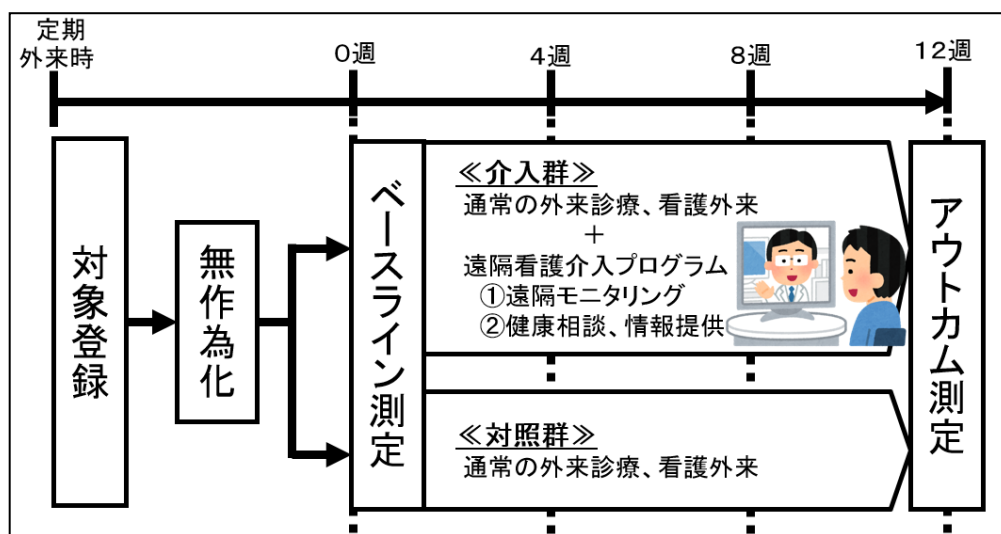 定期
外来時
0週
4週
8週
12週
対象登録
無作為化
ベースライン測定
≪介入群≫
通常の外来診療、看護外来
+
遠隔看護介入プログラム
①遠隔モニタリング
②健康相談、情報提供
≪対照群≫
通常の外来診療、看護外来
アウトカム測定